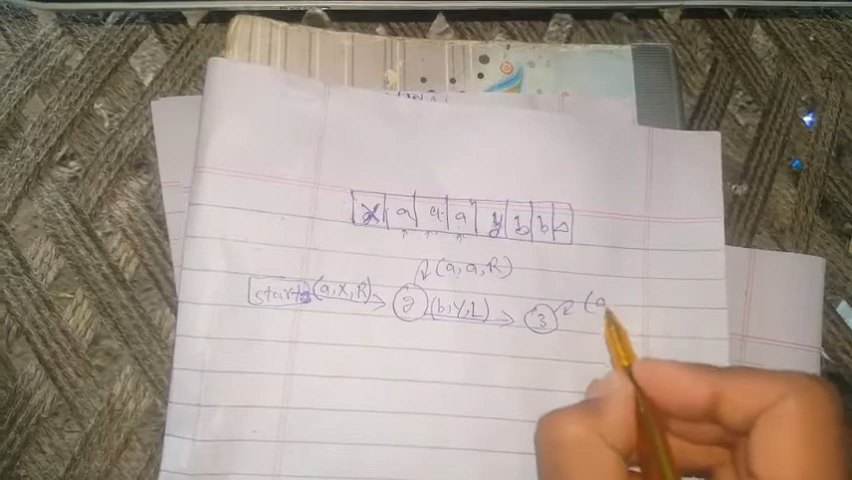 x a a a y b b b
(a, a, R)
start (a, x, R) 2 (b, y, L) 3 (a